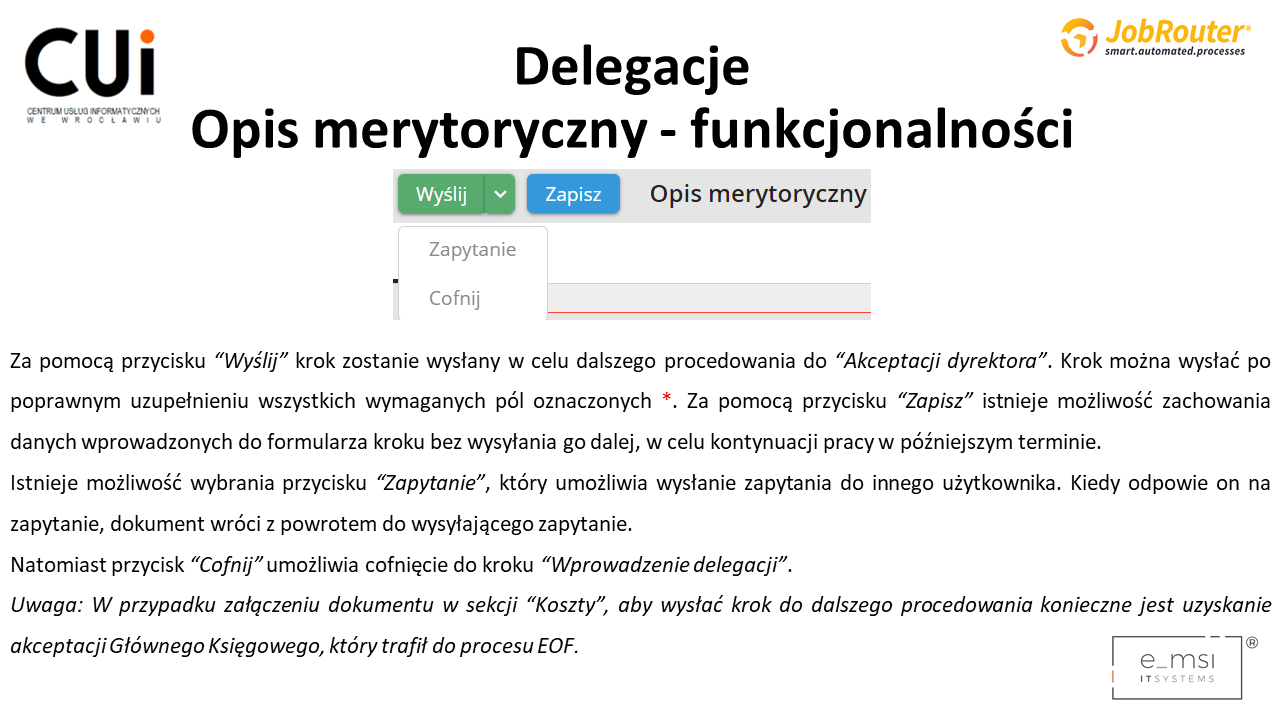 CUi
CENTRUM USŁUG INFORMATYCZNYCH
WE WROCŁAWIU
JobRouter®
smart.automated.processes
Delegacje
Opis merytoryczny - funkcjonalności
Wyślij
Zapisz
Opis merytoryczny
Zapytanie
Cofnij
Za pomocą przycisku “Wyślij” krok zostanie wysłany w celu dalszego procedowania do “Akceptacji dyrektora”. Krok można wysłać po
poprawnym uzupełnieniu wszystkich wymaganych pól oznaczonych *. Za pomocą przycisku “Zapisz” istnieje możliwość zachowania
danych wprowadzonych do formularza kroku bez wysyłania go dalej, w celu kontynuacji pracy w późniejszym terminie.
Istnieje możliwość wybrania przycisku “Zapytanie”, który umożliwia wysłanie zapytania do innego użytkownika. Kiedy odpowie on na
zapytanie, dokument wróci z powrotem do wysyłającego zapytanie.
Natomiast przycisk “Cofnij” umożliwia cofnięcie do kroku “Wprowadzenie delegacji”.
Uwaga: W przypadku załączeniu dokumentu w sekcji “Koszty”, aby wysłać krok do dalszego procedowania konieczne jest uzyskanie
akceptacji Głównego Księgowego, który trafił do procesu EOF.
e_msi ®
ITSYSTEMS